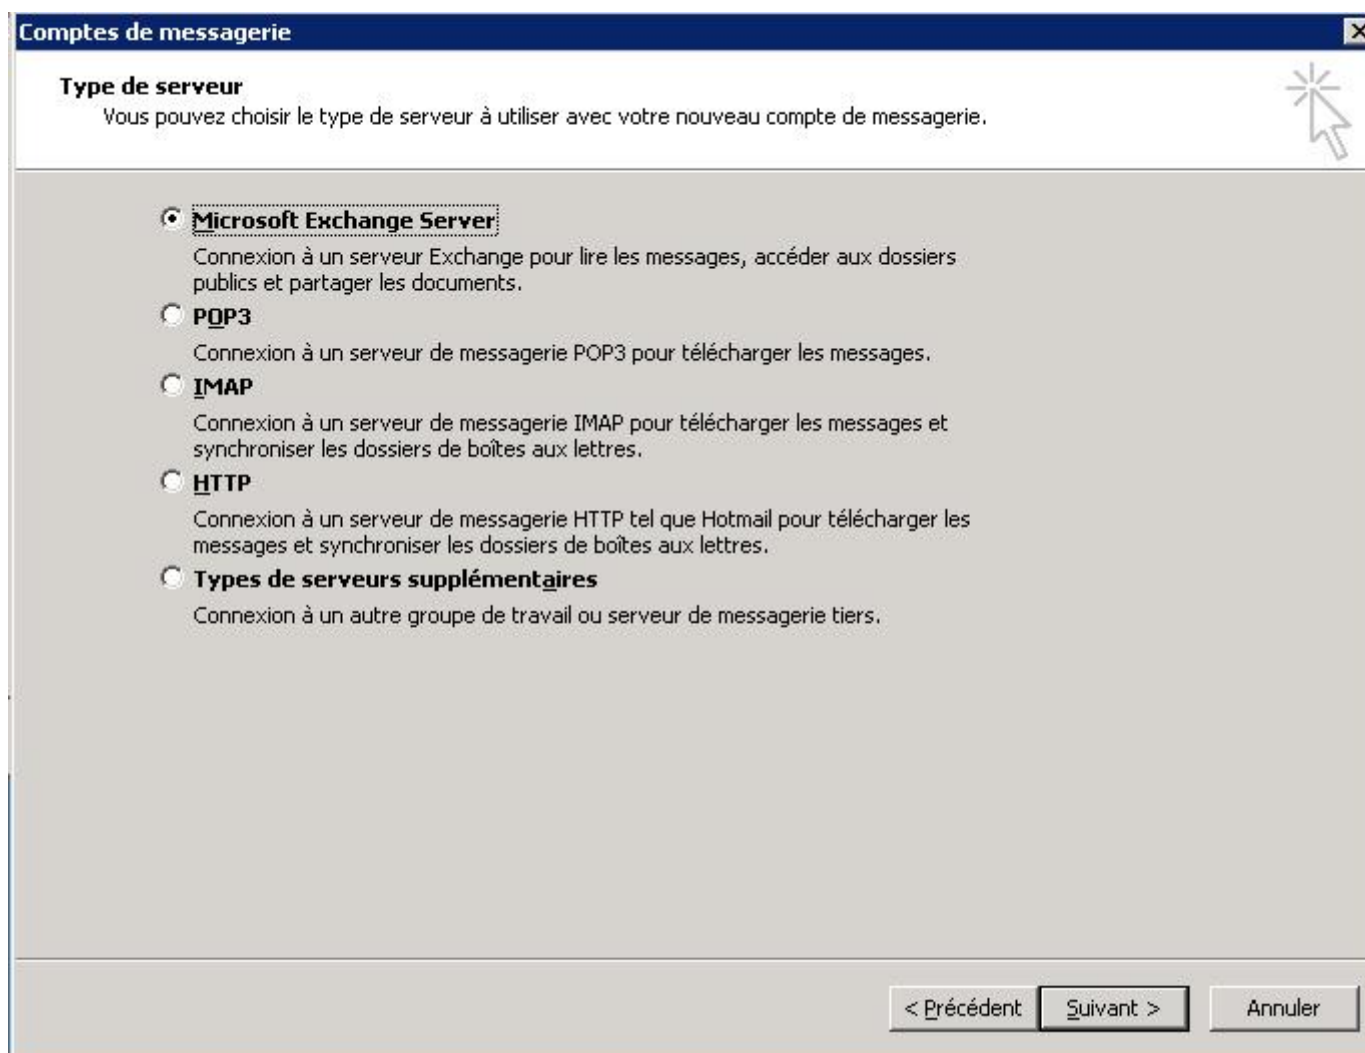 Comptes de messagerie
Type de serveur
Vous pouvez choisir le type de serveur à utiliser avec votre nouveau compte de messagerie.
Microsoft Exchange Server
Connexion à un serveur Exchange pour lire les messages, accéder aux dossiers
publics et partager les documents.
POP3
Connexion à un serveur de messagerie POP3 pour télécharger les messages.
IMAP
Connexion à un serveur de messagerie IMAP pour télécharger les messages et
synchroniser les dossiers de boîtes aux lettres.
HTTP
Connexion à un serveur de messagerie HTTP tel que Hotmail pour télécharger les
messages et synchroniser les dossiers de boîtes aux lettres.
Types de serveurs supplémentaires
Connexion à un autre groupe de travail ou serveur de messagerie tiers.
< Précédent Suivant > Annuler